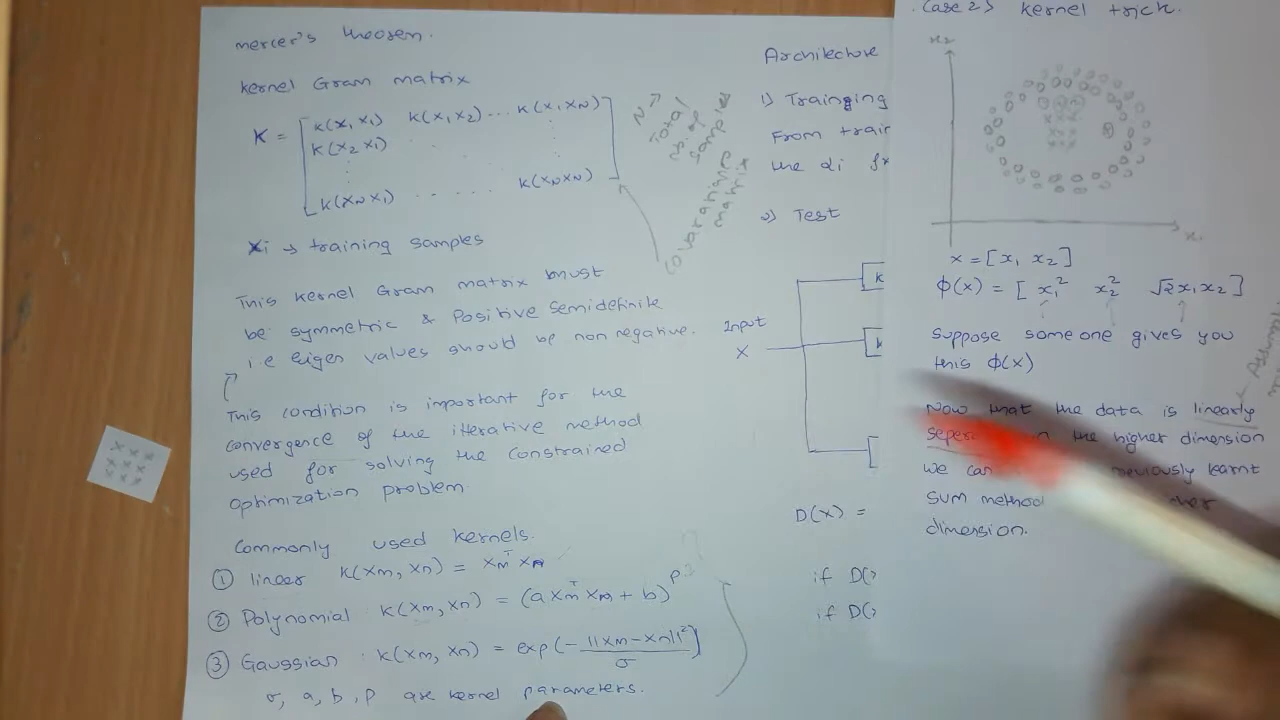 mercer's theorem.
Kernel Gram matrix
K = [ K(x1 x1) K(x1 x2) ... K(x1 xN)
K(x2 x1)
K(xN x1) ..... K(xN xN) ]
xi → training samples
This kernel Gram matrix must
be symmetric & Positive Semidefinite
i.e eigen values should be non negative.
This condition is important for the
convergence of the iterative method
used for solving the constrained
optimization problem
Commonly used kernels.
① linear K(xm, xn) = xmᵀ xn
② Polynomial K(xm, xn) = (a xmᵀ xn + b)ᵖ
③ Gaussian : K(xm, xn) = exp(-||xm-xn||²/σ)
σ, a, b, p are kernel parameters.
N →
Total
no of
samples
Covariance
matrix
Architecture
1) Trainging
From trair
the αi
2) Test
Input
X
K
K
D(x) =
if D(x
if D(x
Case 2) kernel trick.
x2
x1
x = [x1 x2]
ϕ(x) = [ x1² x2² √2x1x2 ]
suppose someone gives you
this ϕ(x)
Now that the data is linearly
the higher dimension
we can learnt
SVM method
dimension.